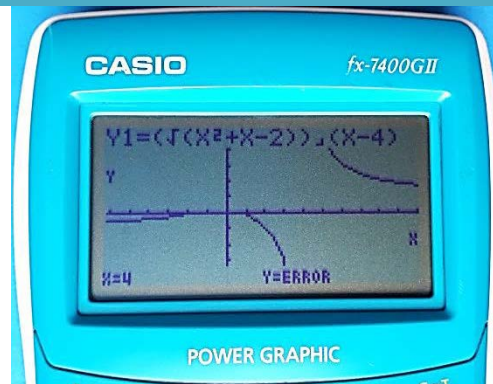 CASIO fx-7400GII
Y1=(√(X²+X-2))⌟(X-4)
Y
X
X=4 Y=ERROR
POWER GRAPHIC